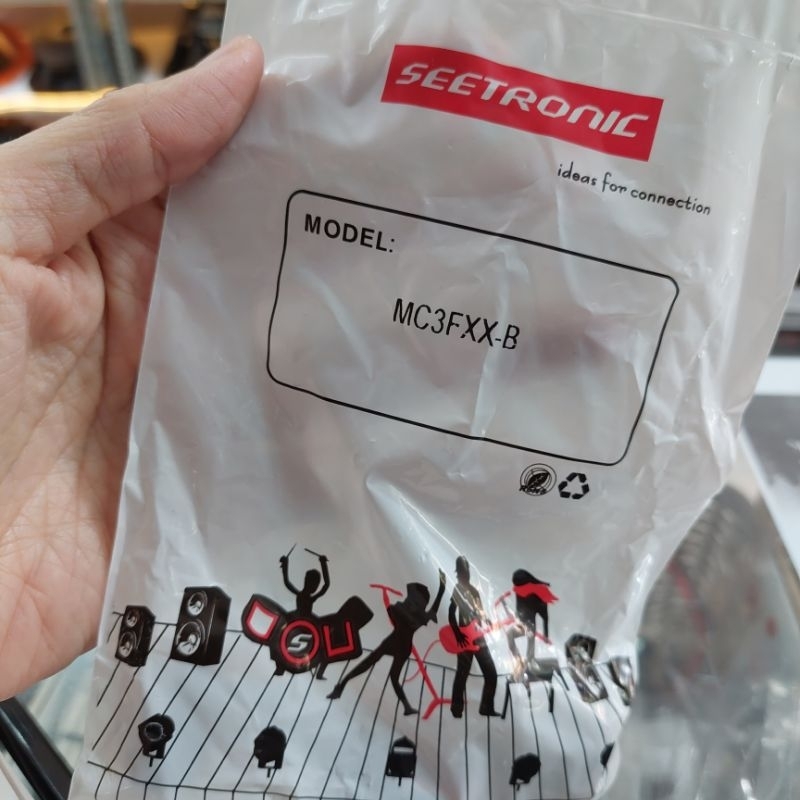 SEETRONIC
ideas for connection
MODEL:
MC3FXX-B